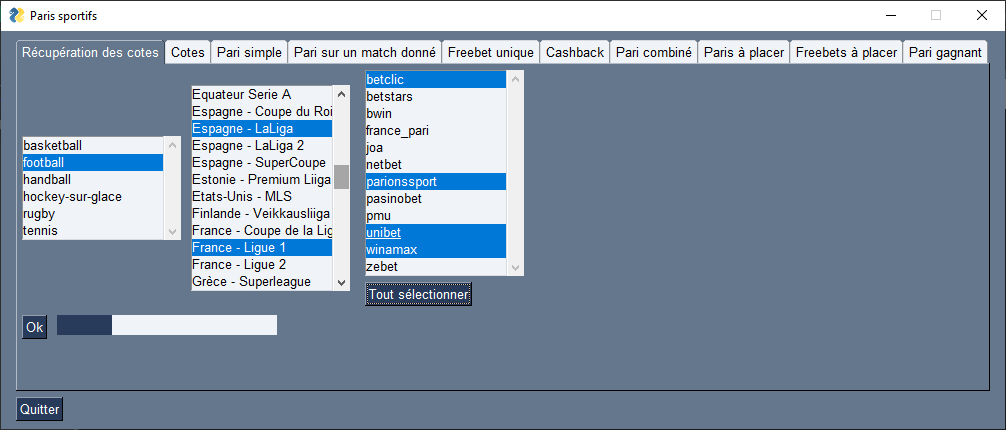 Paris sportifs
Récupération des cotes Cotes Pari simple Pari sur un match donné Freebet unique Cashback Pari combiné Paris à placer Freebets à placer Pari gagnant
basketball
football
handball
hockey-sur-glace
rugby
tennis
Equateur Serie A
Espagne - Coupe du Roi
Espagne - LaLiga
Espagne - LaLiga 2
Espagne - SuperCoupe
Estonie - Premium Liiga
Etats-Unis - MLS
Finlande - Veikkausliiga
France - Coupe de la Lig
France - Ligue 1
France - Ligue 2
Grèce - Superleague
betclic
betstars
bwin
france_pari
joa
netbet
parionssport
pasinobet
pmu
unibet
winamax
zebet
Tout sélectionner
Ok
Quitter